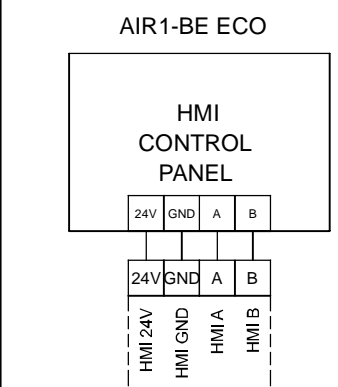 AIR1-BE ECO
HMI
CONTROL
PANEL
24V GND A B
24V GND A B
HMI 24V
HMI GND
HMI A
HMI B